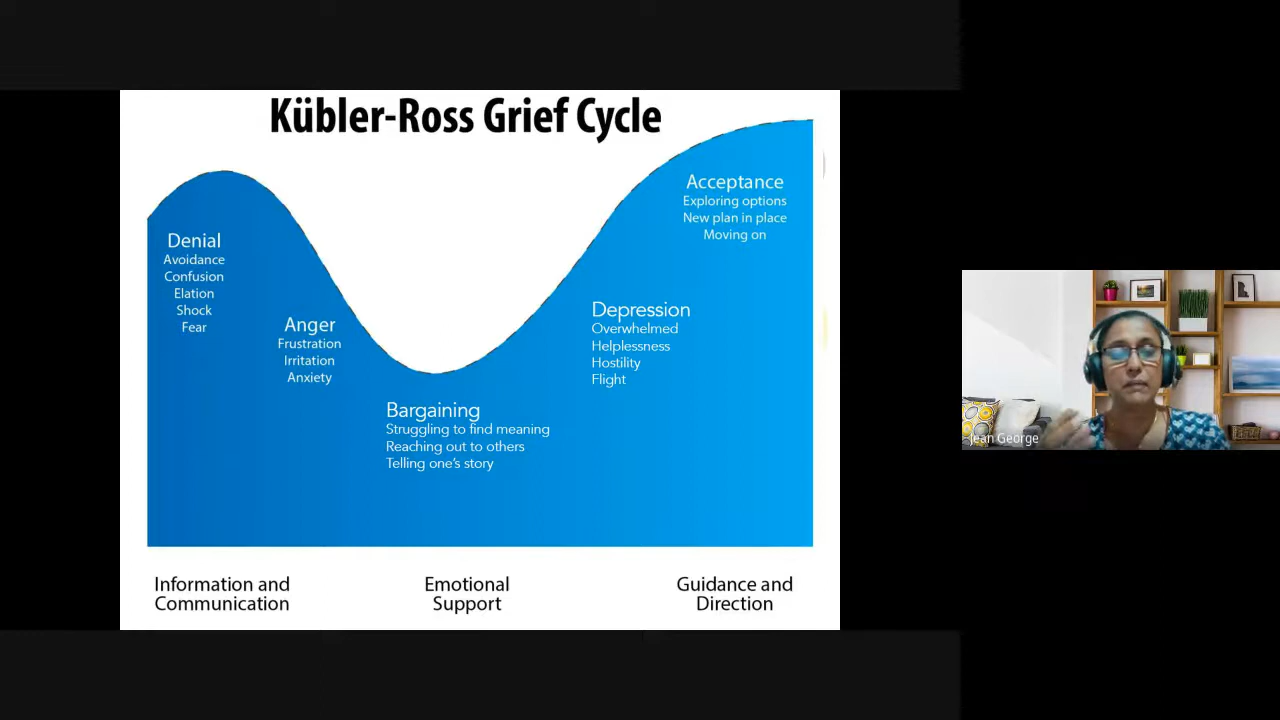 Kübler-Ross Grief Cycle
Denial
Avoidance
Confusion
Elation
Shock
Fear
Anger
Frustration
Irritation
Anxiety
Bargaining
Struggling to find meaning
Reaching out to others
Telling one's story
Depression
Overwhelmed
Helplessness
Hostility
Flight
Acceptance
Exploring options
New plan in place
Moving on
Information and
Communication
Emotional
Support
Guidance and
Direction
Jean George